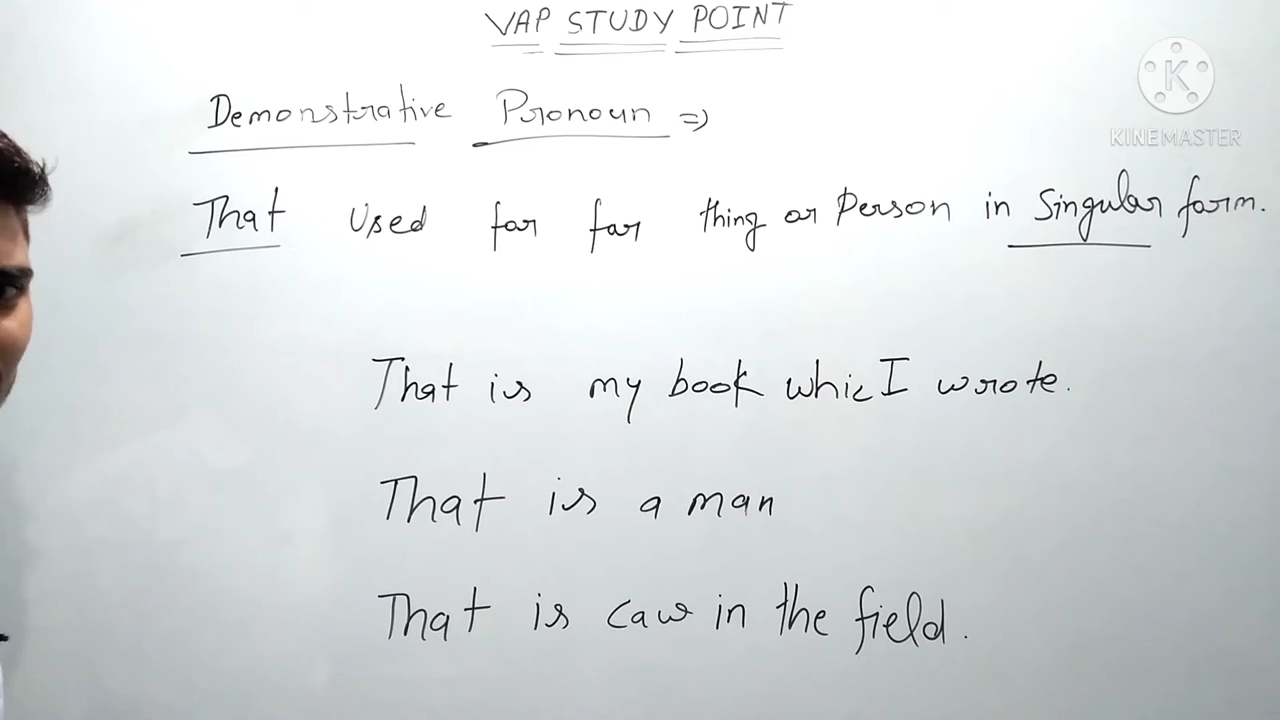 VAP STUDY POINT
K
KINEMASTER
Demonstrative Pronoun ⇒
That used for far thing or Person in Singular form.
That is my book whic I wrote.
That is a man
That is cow in the field.